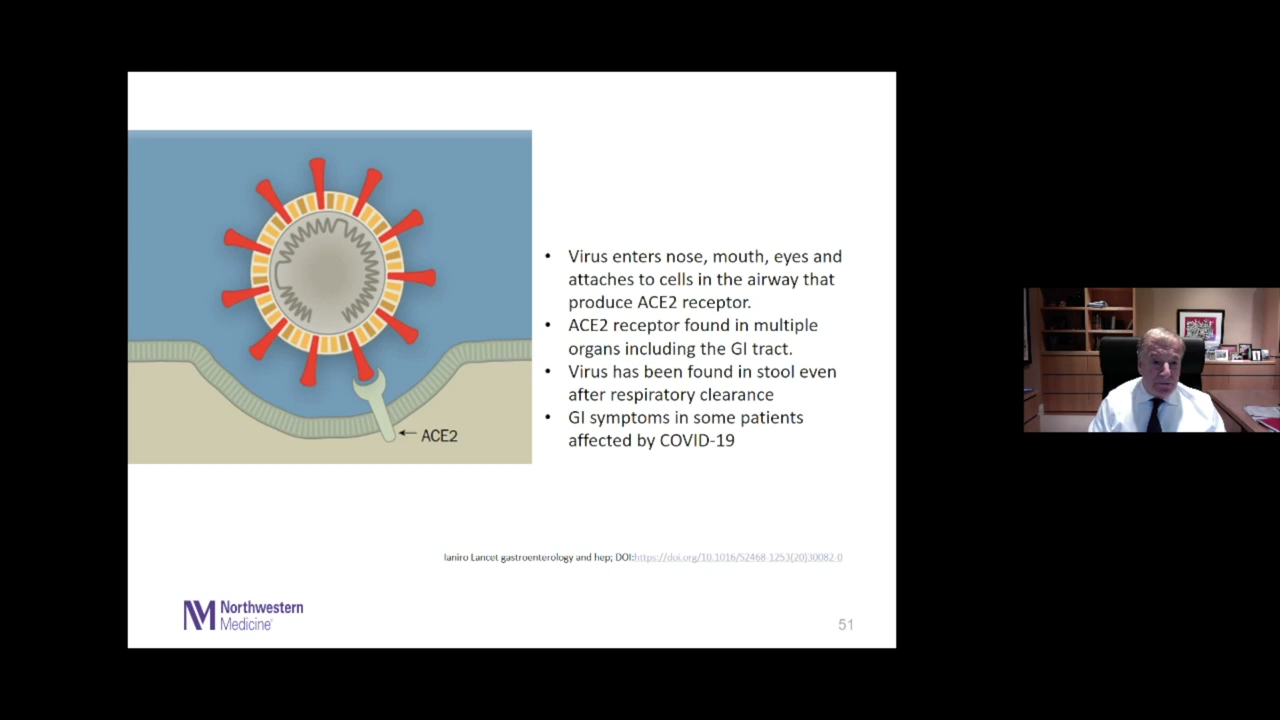 • Virus enters nose, mouth, eyes and
attaches to cells in the airway that
produce ACE2 receptor.
• ACE2 receptor found in multiple
organs including the GI tract.
• Virus has been found in stool even
after respiratory clearance
• GI symptoms in some patients
affected by COVID-19
ACE2
Ianiro Lancet gastroenterology and hep; DOI:https://doi.org/10.1016/S2468-1253(20)30082-0
Northwestern
Medicine
51